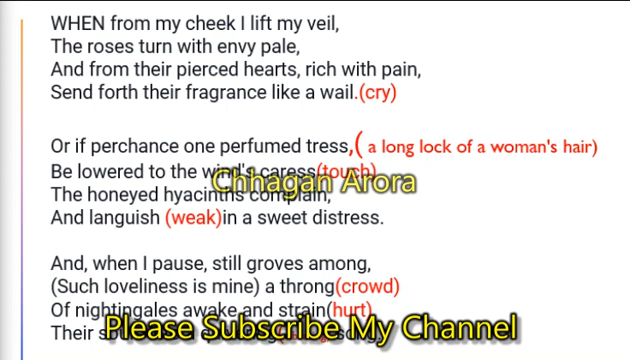 WHEN from my cheek I lift my veil,
The roses turn with envy pale,
And from their pierced hearts, rich with pain,
Send forth their fragrance like a wail.(cry)
Or if perchance one perfumed tress,( a long lock of a woman's hair)
Be lowered to the wind's caress(touch)
Chhagan Arora
The honeyed hyacinths complain,
And languish (weak)in a sweet distress.
And, when I pause, still groves among,
(Such loveliness is mine) a throng(crowd)
Of nightingales awake and strain(hurt)
Their
Please Subscribe My Channel